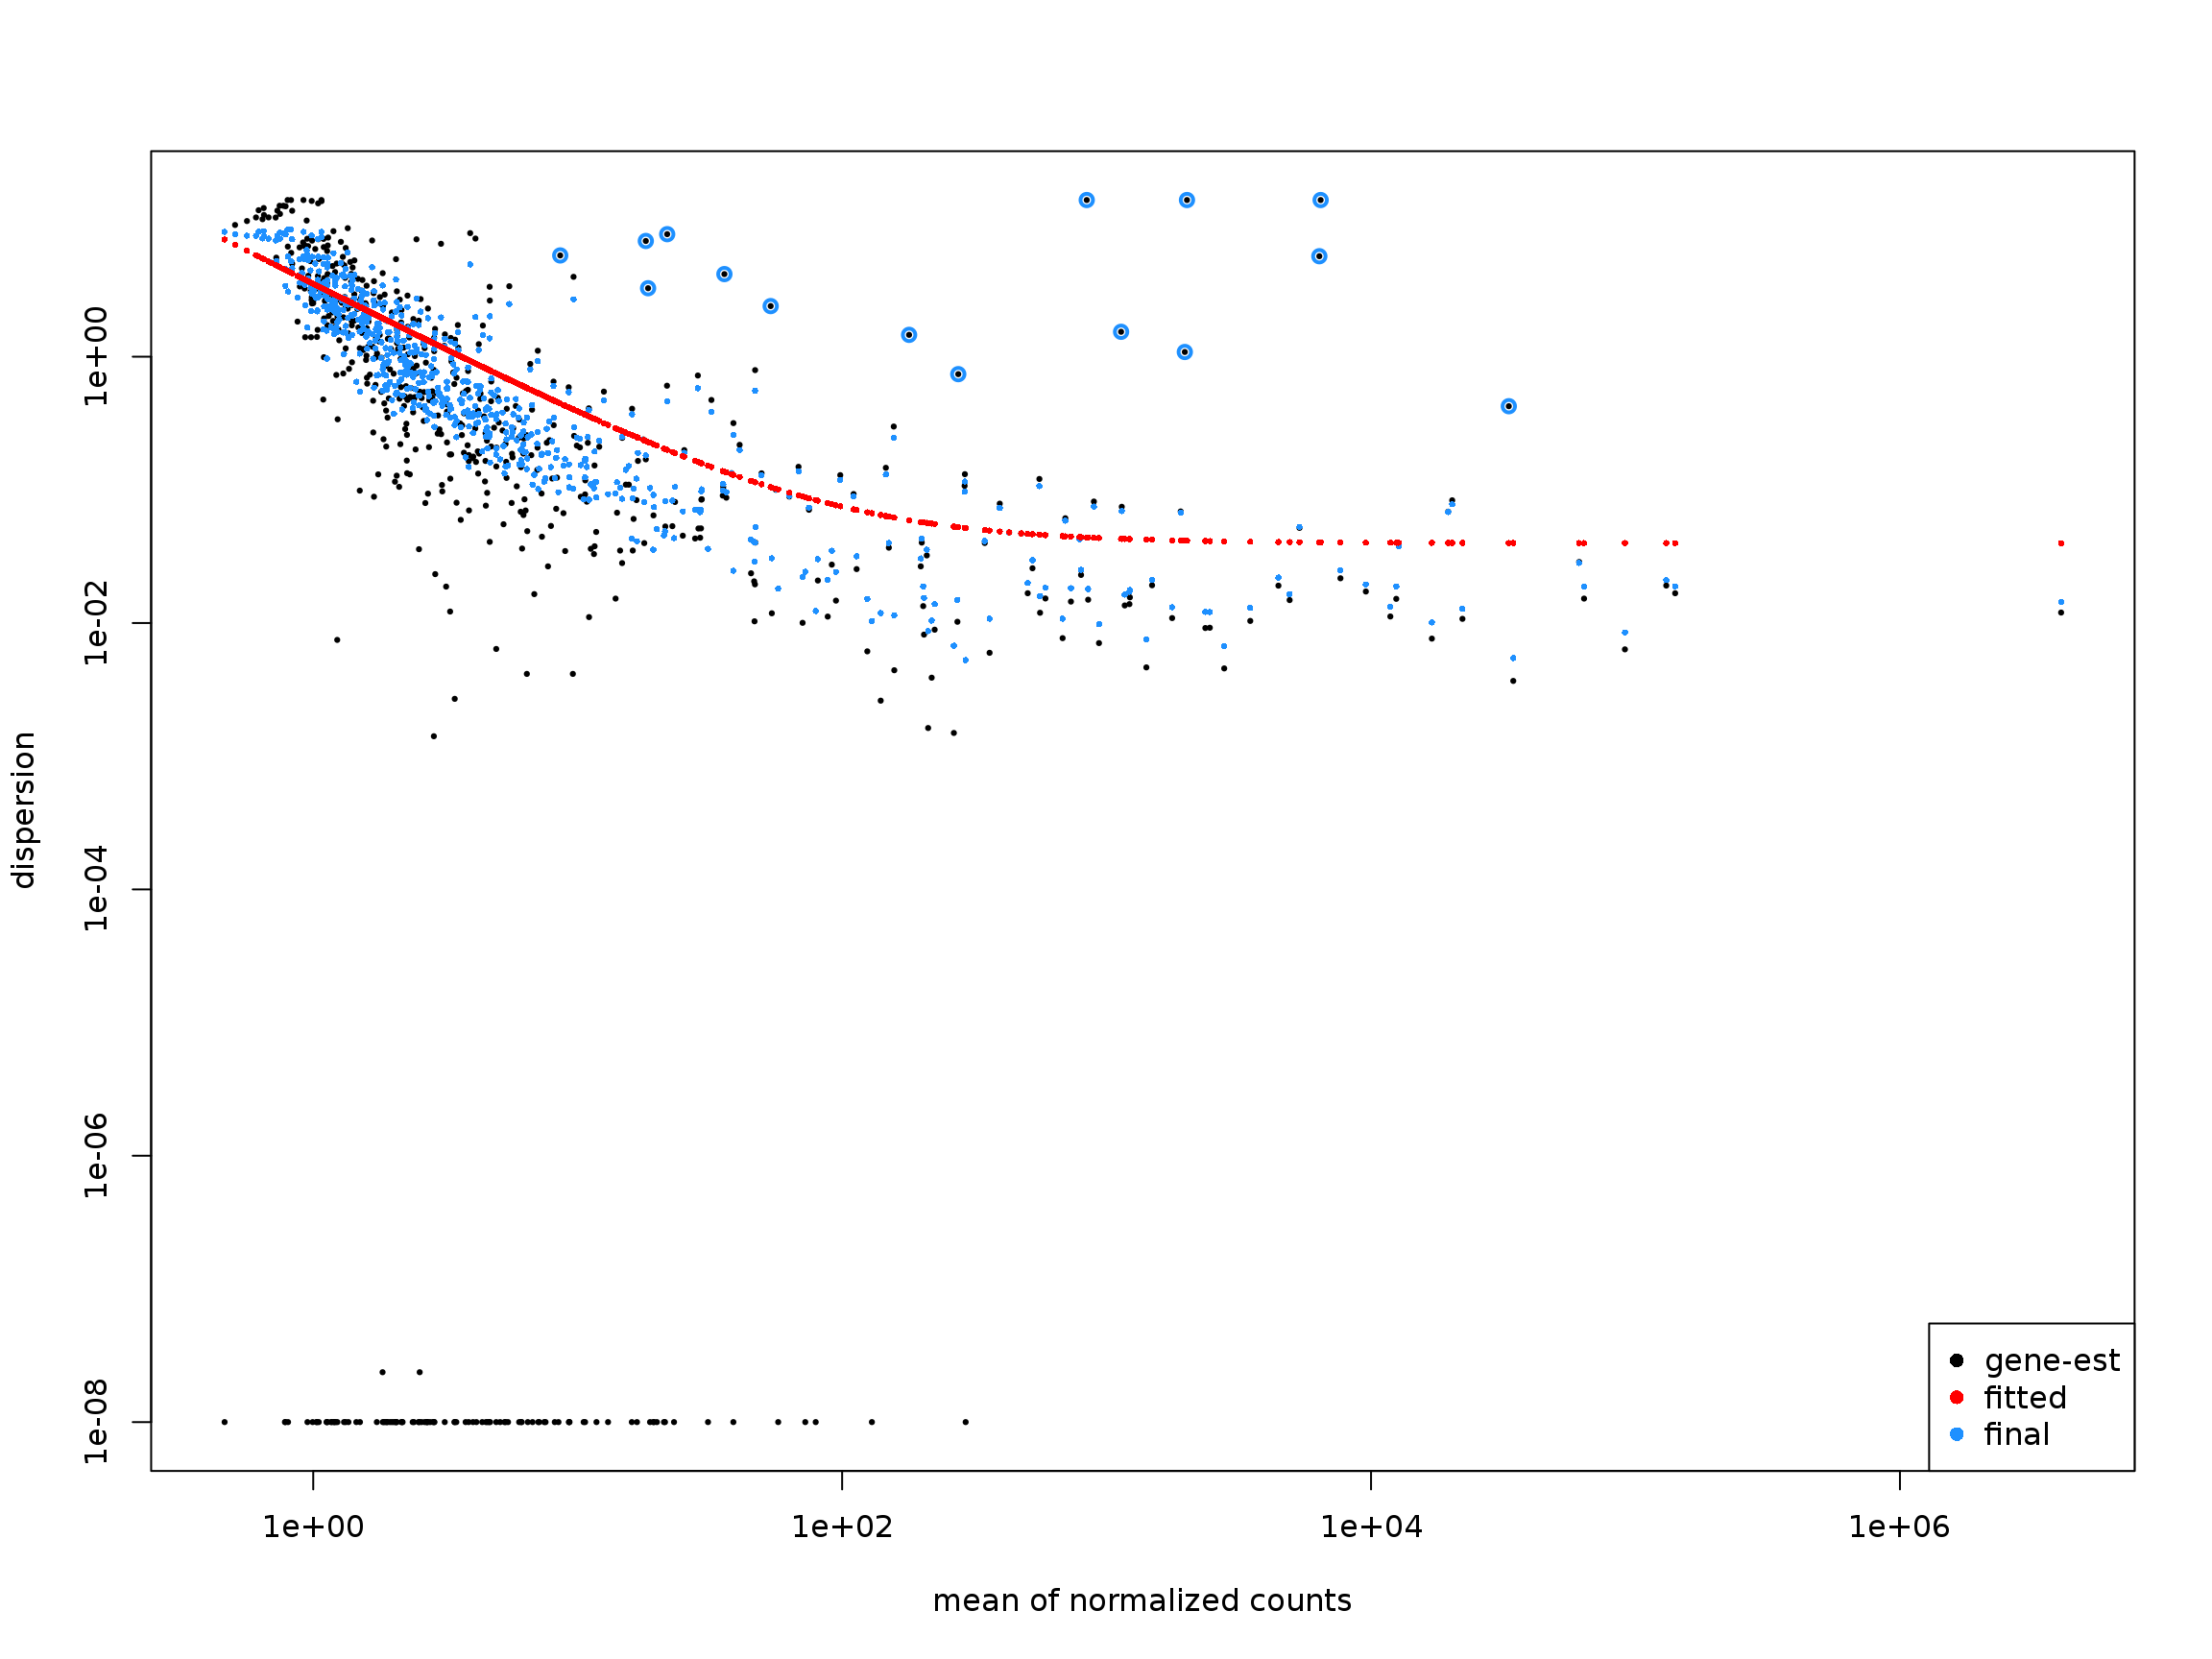 dispersion
1e+00
1e-02
1e-04
1e-06
1e-08
gene-est
fitted
final
1e+00
1e+02
1e+04
1e+06
mean of normalized counts